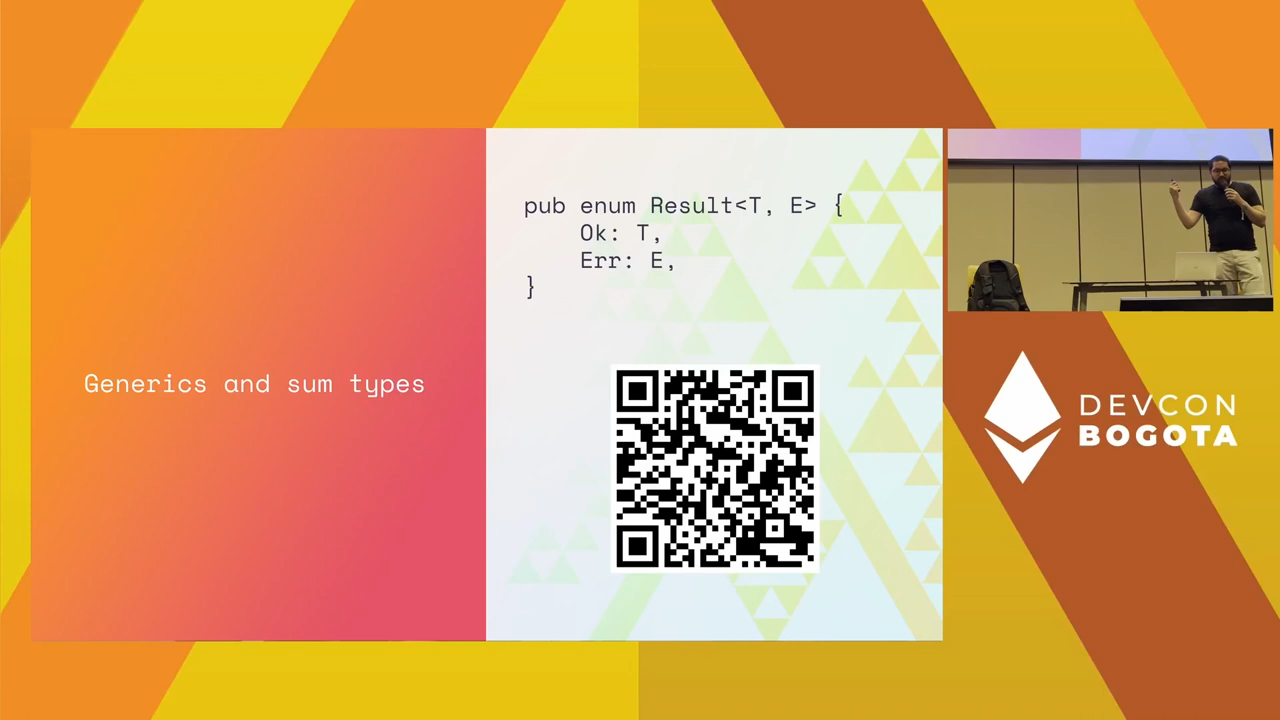 Generics and sum types
pub enum Result<T, E> {
    Ok: T,
    Err: E,
}
DEVCON
BOGOTA